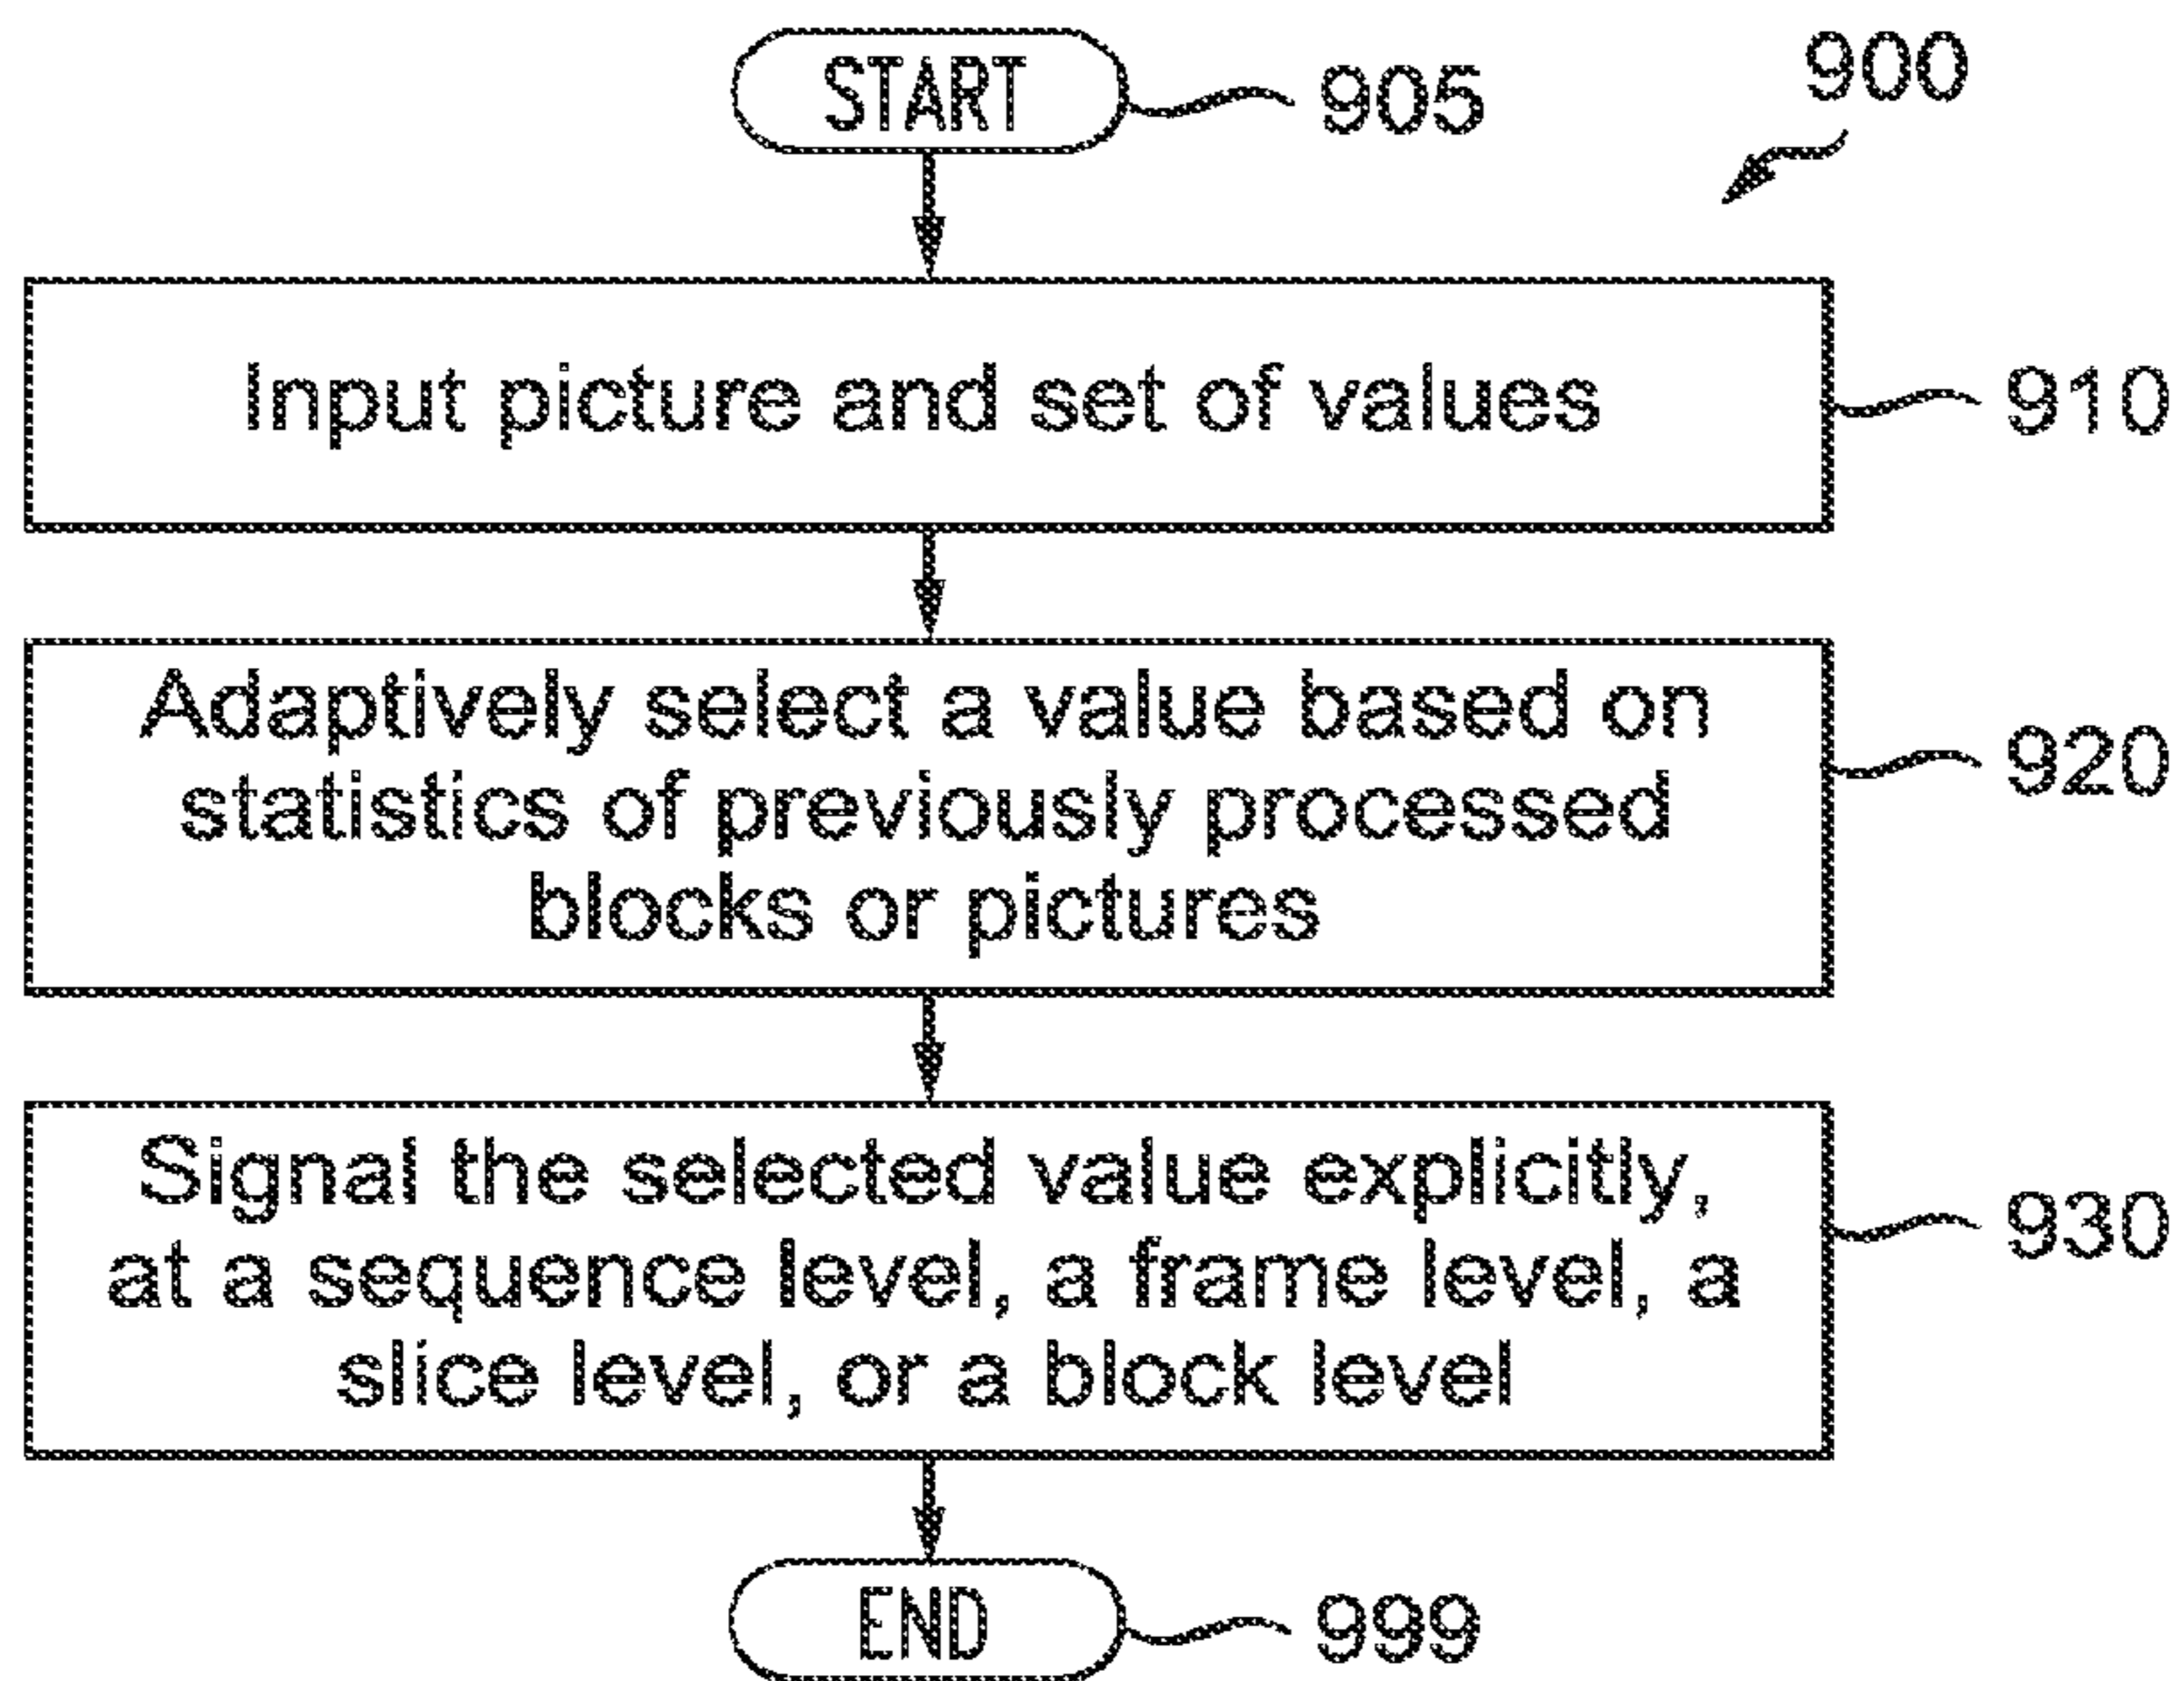 START
905
900
Input picture and set of values
910
Adaptively select a value based on
statistics of previously processed
blocks or pictures
920
Signal the selected value explicitly,
at a sequence level, a frame level, a
slice level, or a block level
930
END
999